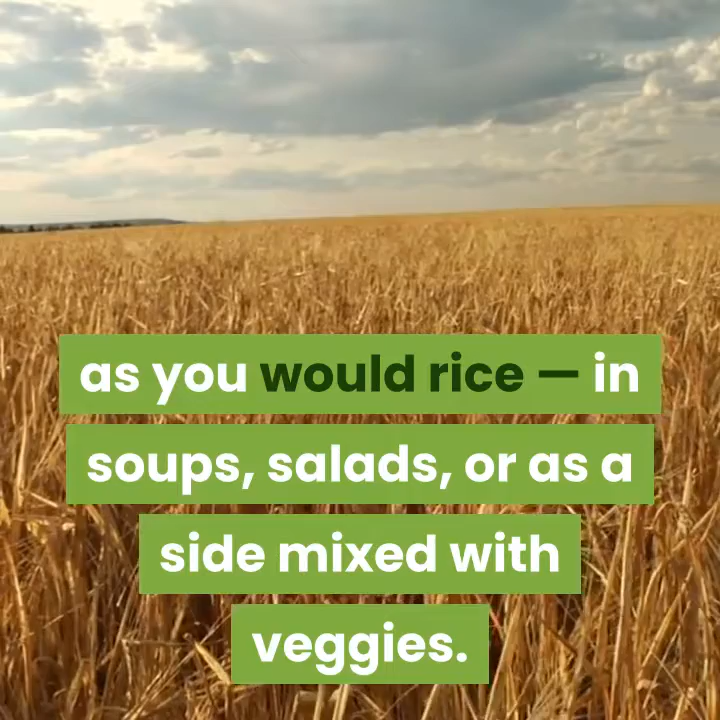 as you would rice — in
soups, salads, or as a
side mixed with
veggies.